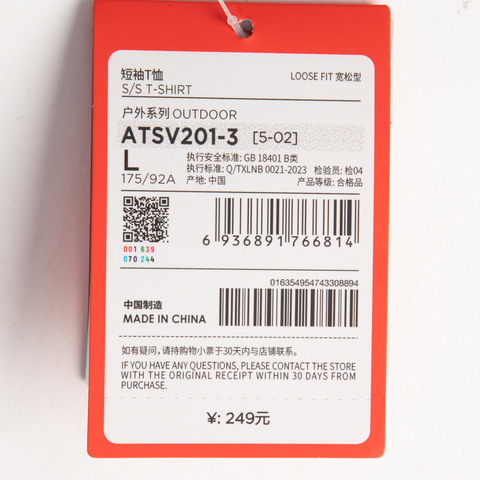 短袖T恤
S/S T-SHIRT
LOOSE FIT 宽松型
户外系列 OUTDOOR
ATSV201-3 [5-02]
L
175/92A
执行安全标准: GB 18401 B类
执行标准: Q/TXLNB 0021-2023 检验员: 检04
产地: 中国 产品等级: 合格品
001 639
070 244
6 936891 766814
016354954743308894
中国制造
MADE IN CHINA
如有疑问，请持购物小票于30天内与店铺联系。
IF YOU HAVE ANY QUESTIONS, PLEASE CONTACT THE STORE
WITH THE ORIGINAL RECEIPT WITHIN 30 DAYS FROM
PURCHASE.
¥: 249元